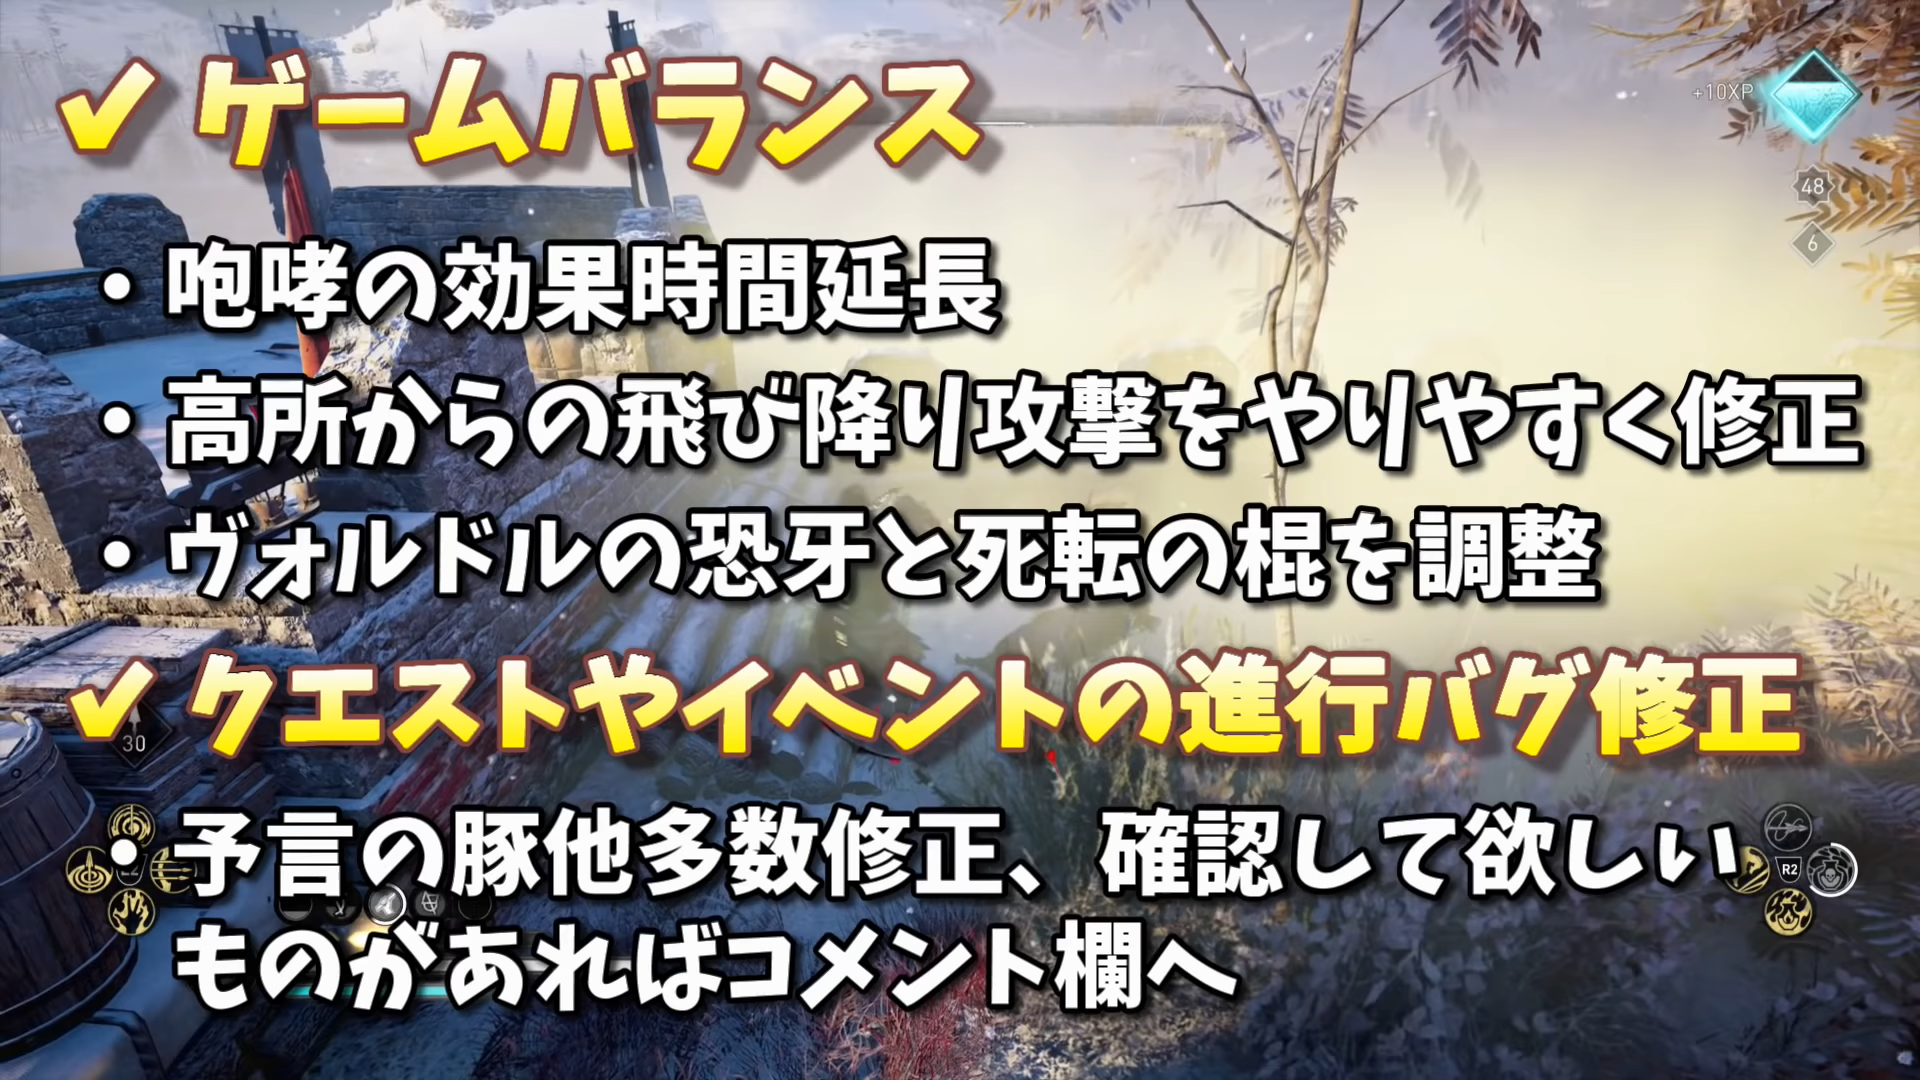 ✓ ゲームバランス
+10XP
48
6
・咆哮の効果時間延長
・高所からの飛び降り攻撃をやりやすく修正
・ヴォルドルの恐牙と死転の棍を調整
✓ クエストやイベントの進行バグ修正
30
・予言の豚他多数修正、確認して欲しい
R2
ものがあればコメント欄へ